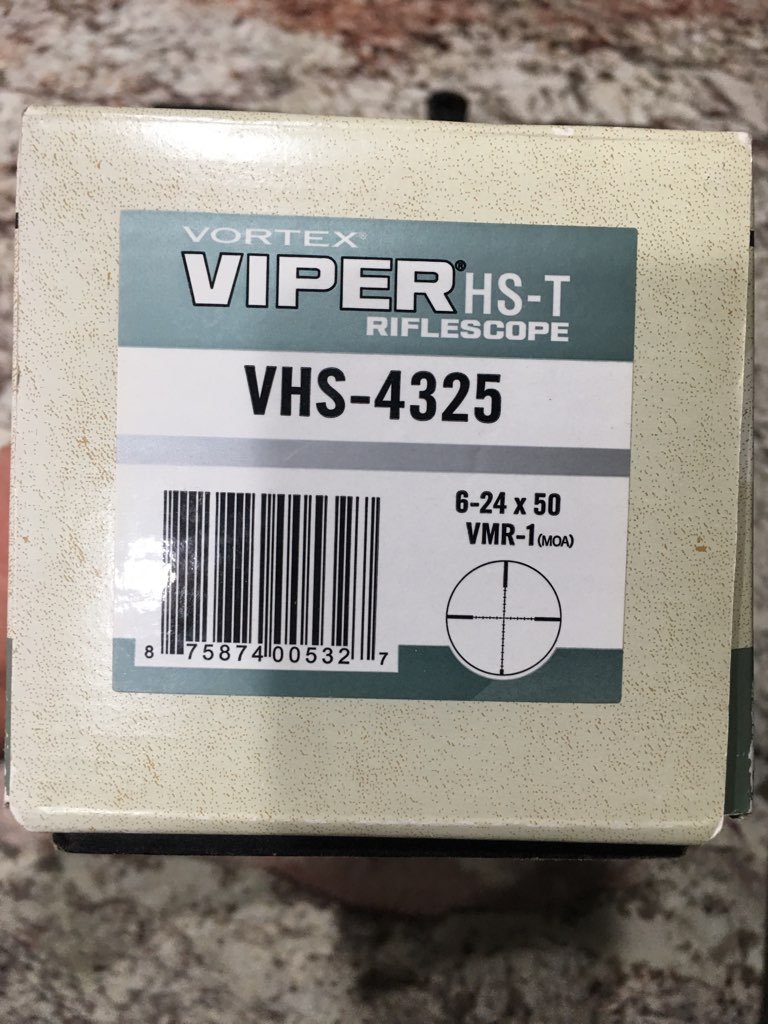 VORTEX®
VIPER® HS-T
RIFLESCOPE
VHS-4325
6-24 x 50
VMR-1 (MOA)
8 75874 00532 7